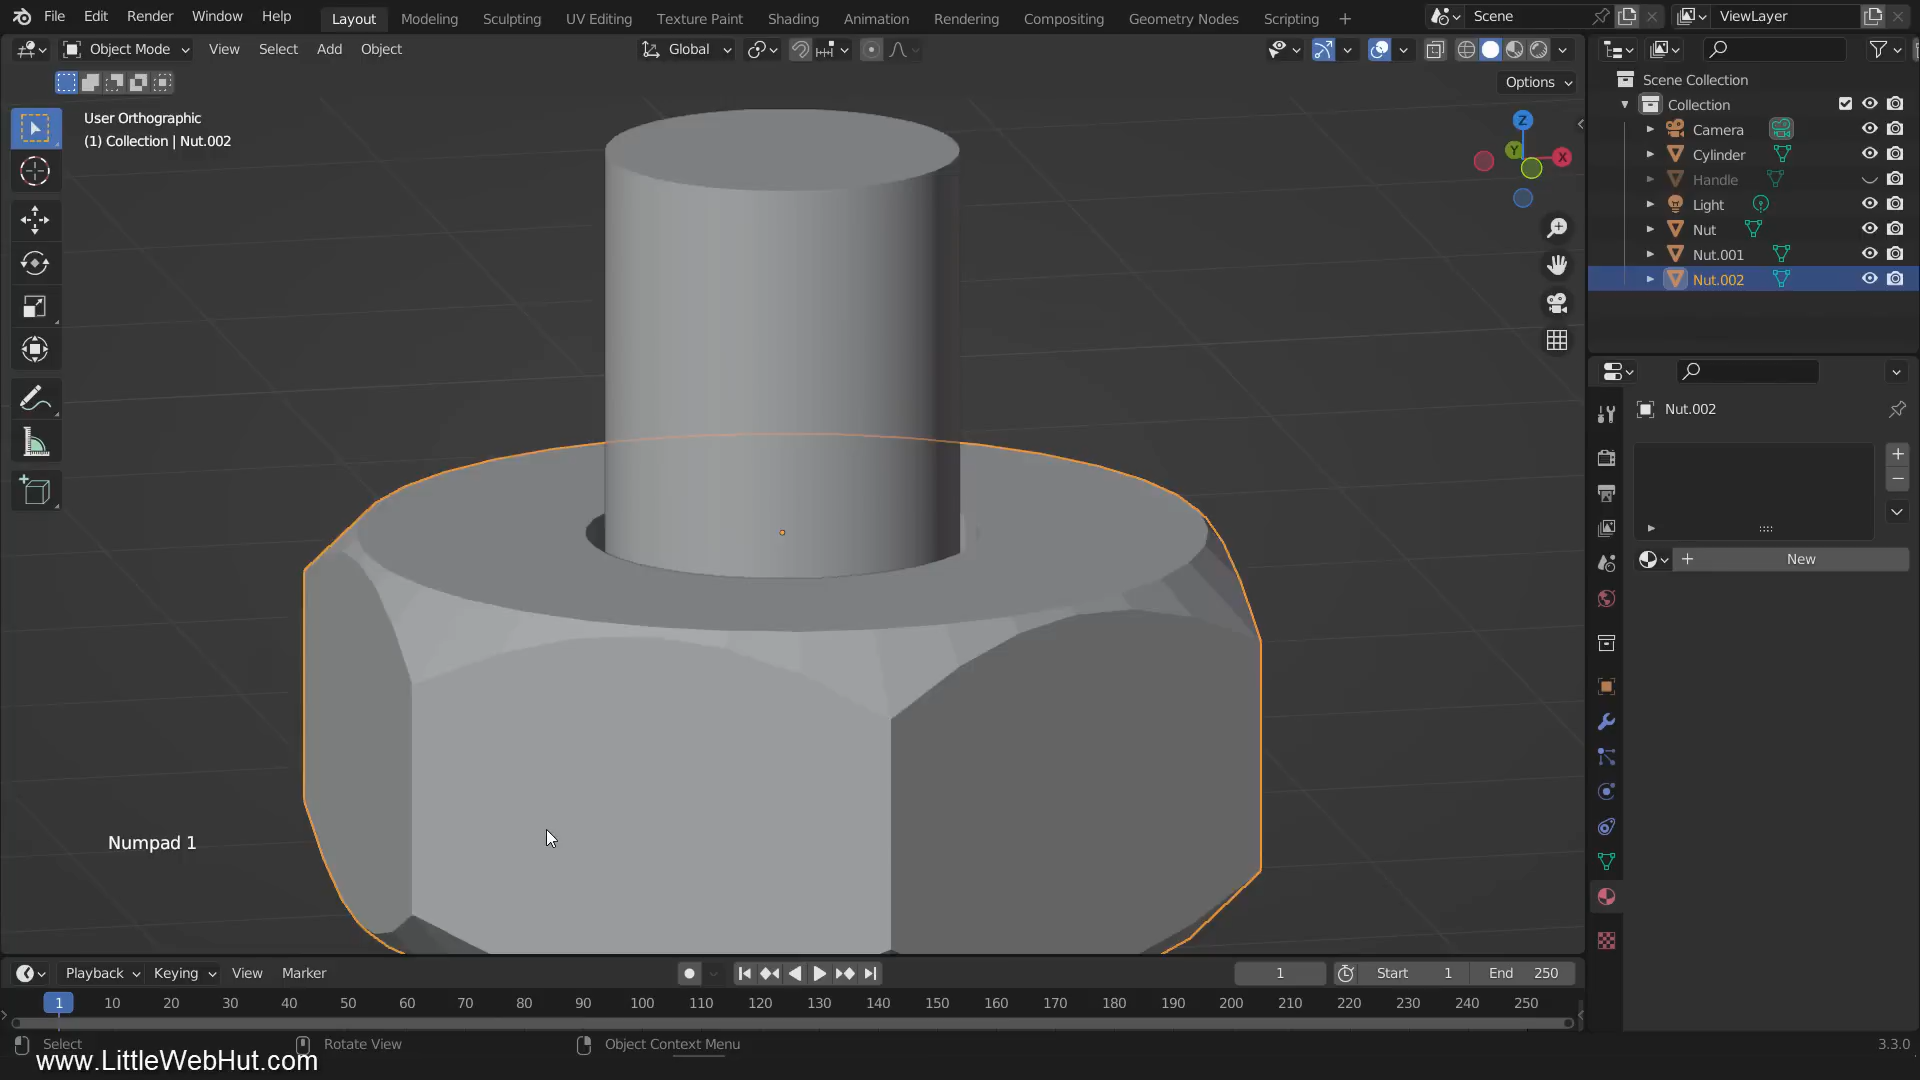 File Edit Render Window Help Layout Modeling Sculpting UV Editing Texture Paint Shading Animation Rendering Compositing Geometry Nodes Scripting + Scene ViewLayer
Object Mode View Select Add Object Global
Options
User Orthographic
(1) Collection | Nut.002
Z
Y
X
Scene Collection
Collection
Camera
Cylinder
Handle
Light
Nut
Nut.001
Nut.002
Nut.002
New
Numpad 1
Playback Keying View Marker 1 Start 1 End 250
1 10 20 30 40 50 60 70 80 90 100 110 120 130 140 150 160 170 180 190 200 210 220 230 240 250
Select Rotate View Object Context Menu 3.3.0
www.LittleWebHut.com